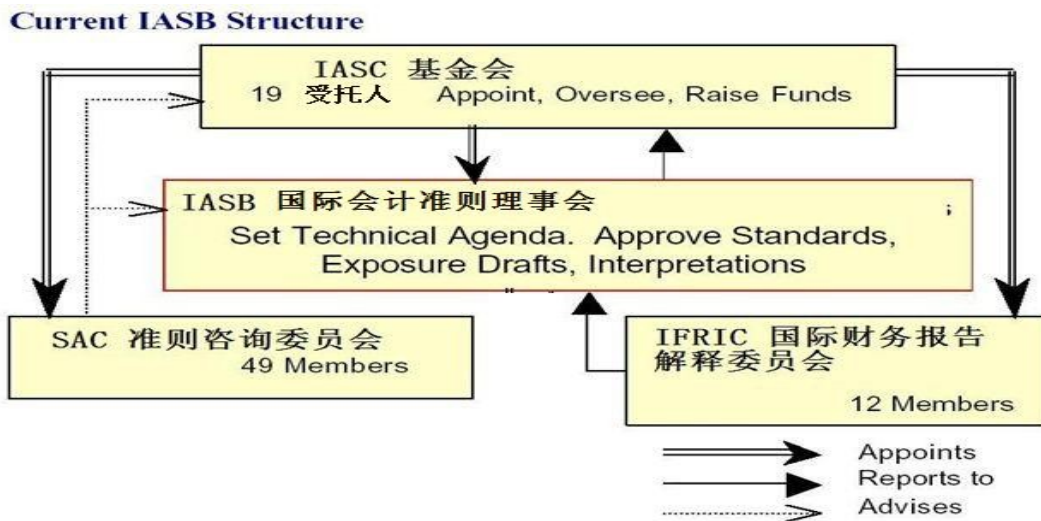 Current IASB Structure
IASC 基金会
19 受托人 Appoint, Oversee, Raise Funds
IASB 国际会计准则理事会 ;
Set Technical Agenda. Approve Standards,
Exposure Drafts, Interpretations
SAC 准则咨询委员会
49 Members
IFRIC 国际财务报告
解释委员会
12 Members
Appoints
Reports to
Advises